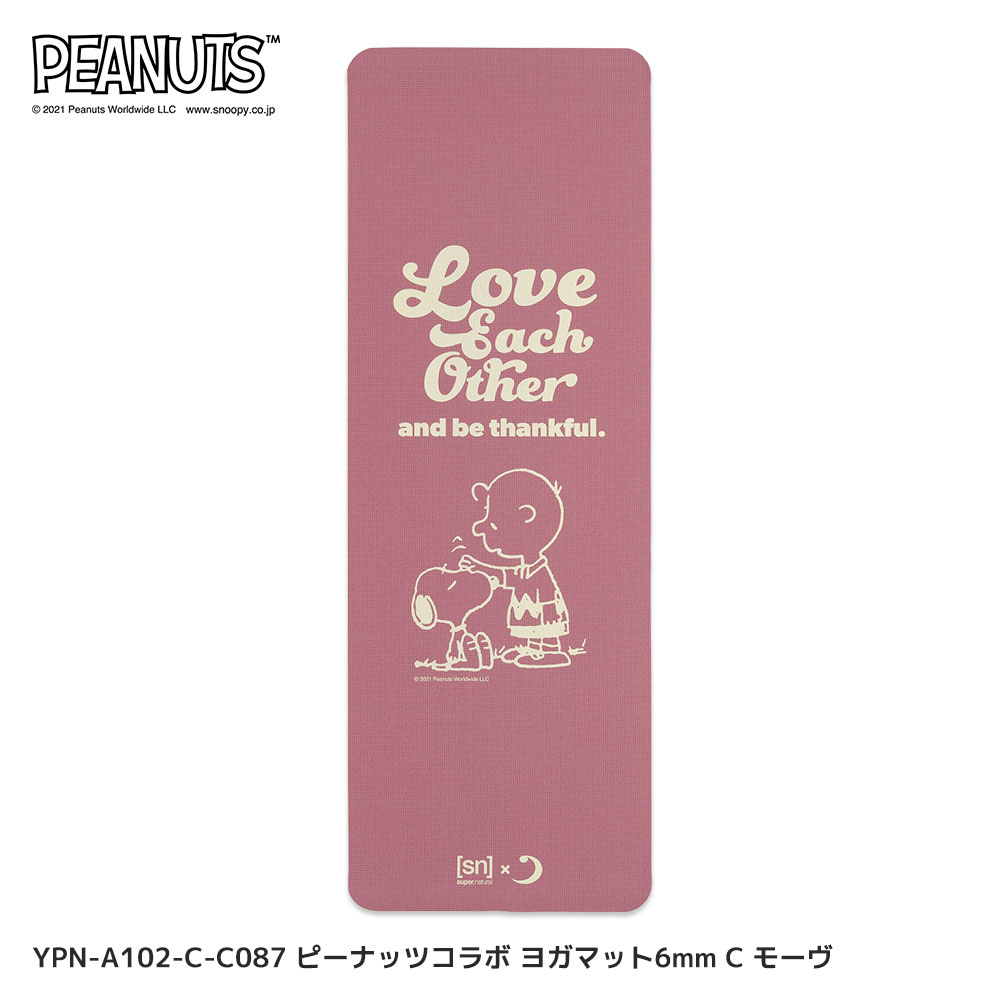 PEANUTS™
© 2021 Peanuts Worldwide LLC www.snoopy.co.jp
Love
Each
Other
and be thankful.
© 2021 Peanuts Worldwide LLC
[sn] ×
super.natural
YPN-A102-C-C087 ピーナッツコラボ ヨガマット6mm C モーヴ